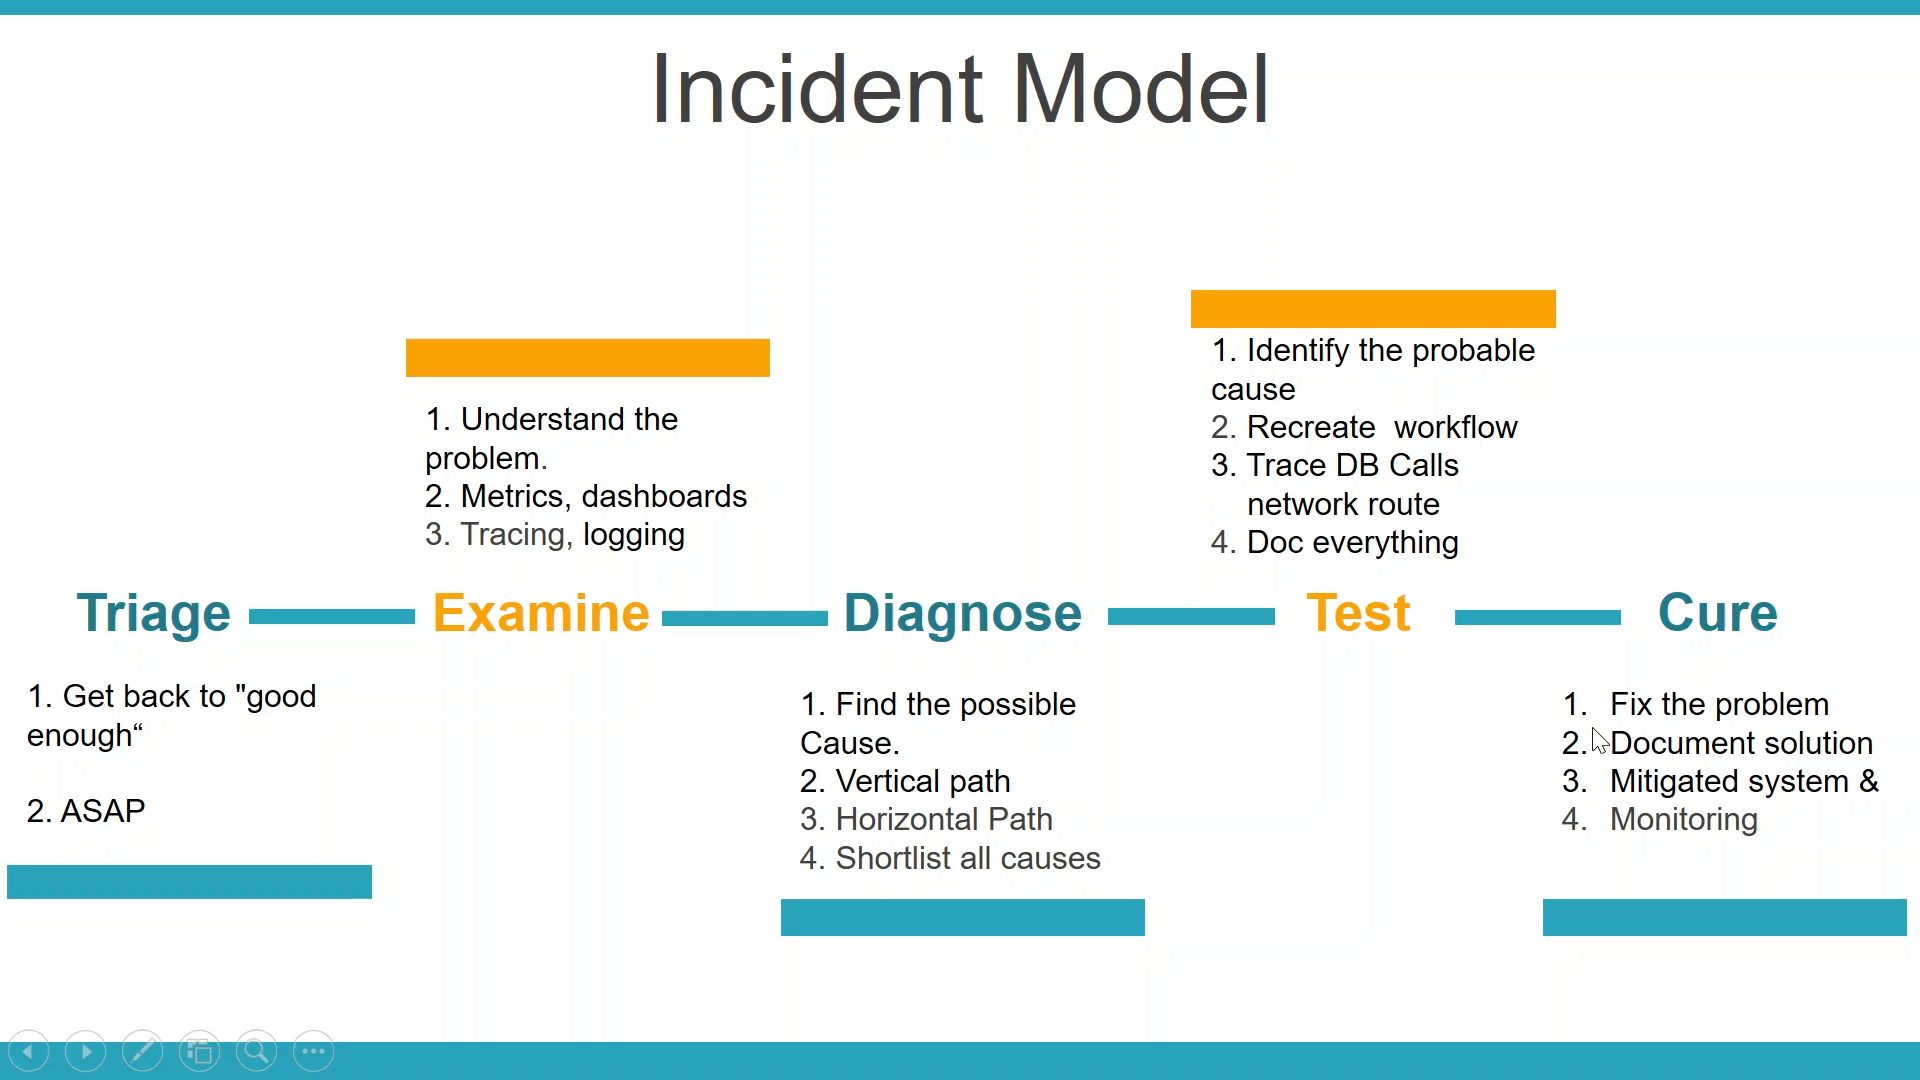 Incident Model
1. Identify the probable
cause
2. Recreate  workflow
3. Trace DB Calls
network route
4. Doc everything
1. Understand the
problem.
2. Metrics, dashboards
3. Tracing, logging
Triage
Examine
Diagnose
Test
Cure
1. Get back to "good
enough“
2. ASAP
1. Find the possible
Cause.
2. Vertical path
3. Horizontal Path
4. Shortlist all causes
1. Fix the problem
2. Document solution
3. Mitigated system &
4. Monitoring